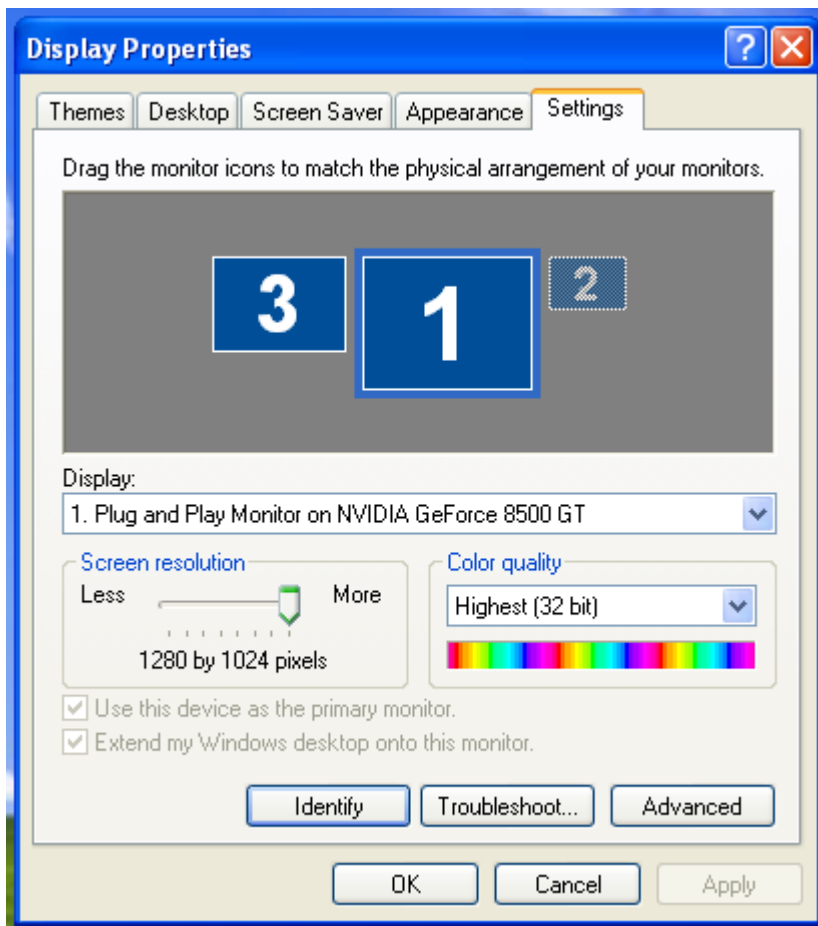 Display Properties
Themes Desktop Screen Saver Appearance Settings
Drag the monitor icons to match the physical arrangement of your monitors.
3 1 2
Display:
1. Plug and Play Monitor on NVIDIA GeForce 8500 GT
Screen resolution Color quality
Less More Highest (32 bit)
1280 by 1024 pixels
Use this device as the primary monitor.
Extend my Windows desktop onto this monitor.
Identify Troubleshoot... Advanced
OK Cancel Apply